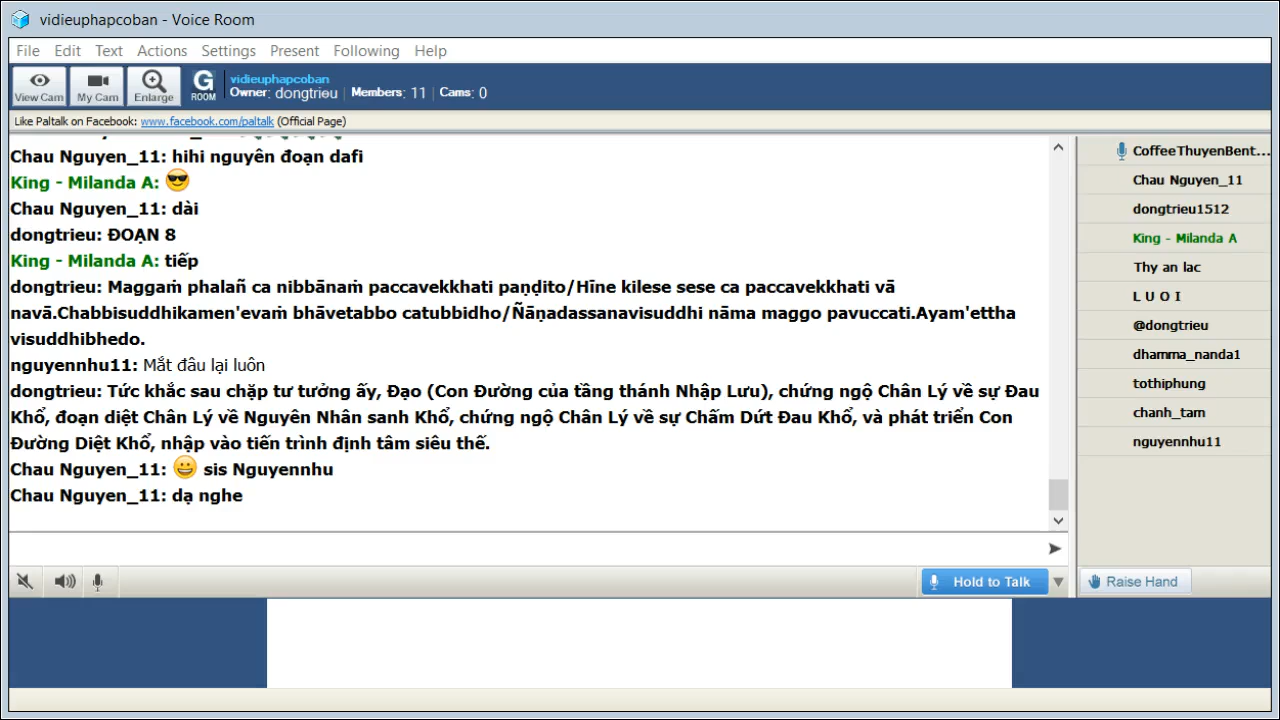 vidieuphapcoban - Voice Room
File Edit Text Actions Settings Present Following Help
View Cam My Cam Enlarge G ROOM
vidieuphapcoban
Owner: dongtrieu | Members: 11 | Cams: 0
Like Paltalk on Facebook: www.facebook.com/paltalk (Official Page)
Chau Nguyen_11: hihi nguyên đoạn dafi
King - Milanda A: 😎
Chau Nguyen_11: dài
dongtrieu: ĐOẠN 8
King - Milanda A: tiếp
dongtrieu: Maggaṁ phalañ ca nibbānaṁ paccavekkhati paṇḍito/Hīne kilese sese ca paccavekkhati vā
navā.Chabbisuddhikamen'evaṁ bhāvetabbo catubbidho/Ñāṇadassanavisuddhi nāma maggo pavuccati.Ayam'ettha
visuddhibhedo.
nguyennhu11: Mắt đâu lại luôn
dongtrieu: Tức khắc sau chặp tư tưởng ấy, Đạo (Con Đường của tầng thánh Nhập Lưu), chứng ngộ Chân Lý về sự Đau
Khổ, đoạn diệt Chân Lý về Nguyên Nhân sanh Khổ, chứng ngộ Chân Lý về sự Chấm Dứt Đau Khổ, và phát triển Con
Đường Diệt Khổ, nhập vào tiến trình định tâm siêu thế.
Chau Nguyen_11: 😀 sis Nguyennhu
Chau Nguyen_11: dạ nghe
CoffeeThuyenBent...
Chau Nguyen_11
dongtrieu1512
King - Milanda A
Thy an lac
L U O I
@dongtrieu
dhamma_nanda1
tothiphung
chanh_tam
nguyennhu11
Hold to Talk
Raise Hand